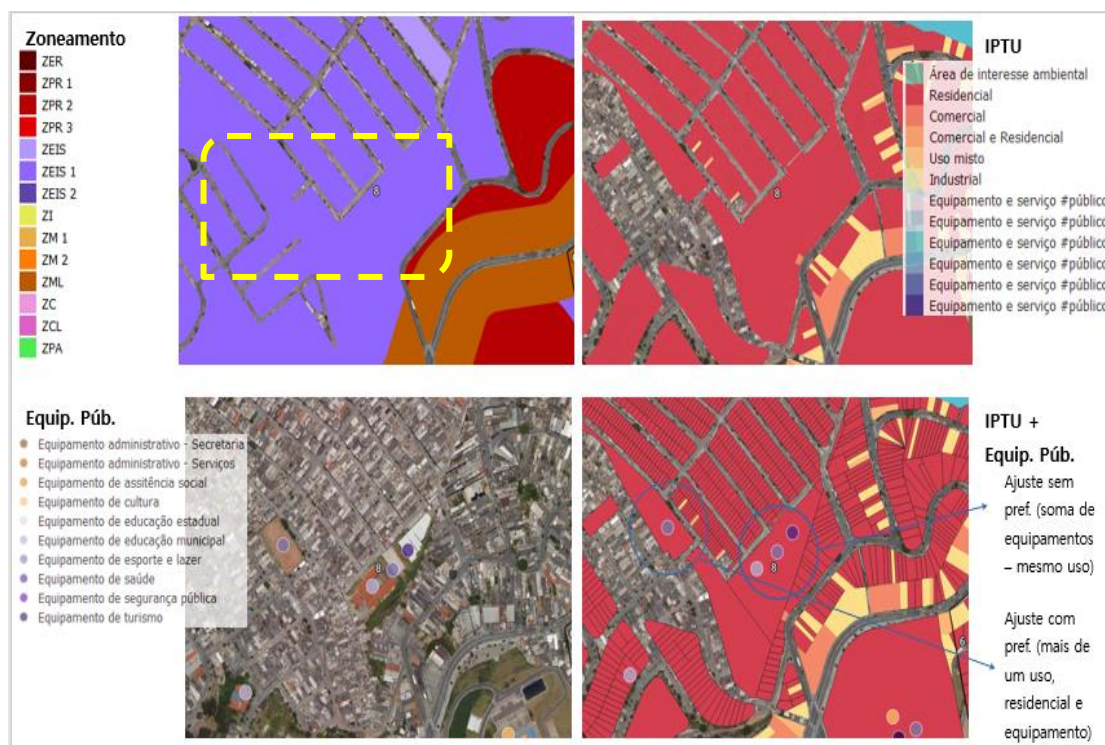 Zoneamento
ZER
ZPR 1
ZPR 2
ZPR 3
ZEIS
ZEIS 1
ZEIS 2
ZI
ZM 1
ZM 2
ZML
ZC
ZCL
ZPA
8
IPTU
Área de interesse ambiental
Residencial
Comercial
Comercial e Residencial
Uso misto
Industrial
Equipamento e serviço #público
Equipamento e serviço #público
Equipamento e serviço #público
Equipamento e serviço #público
Equipamento e serviço #público
Equipamento e serviço #público
8
Equip. Púb.
Equipamento administrativo - Secretaria
Equipamento administrativo - Serviços
Equipamento de assitência social
Equipamento de cultura
Equipamento de educação estadual
Equipamento de educação municipal
Equipamento de esporte e lazer
Equipamento de saúde
Equipamento de segurança pública
Equipamento de turismo
8
IPTU +
Equip. Púb.
Ajuste sem
pref. (soma de
equipamentos
– mesmo uso)
Ajuste com
pref. (mais de
um uso,
residencial e
equipamento)
8
6